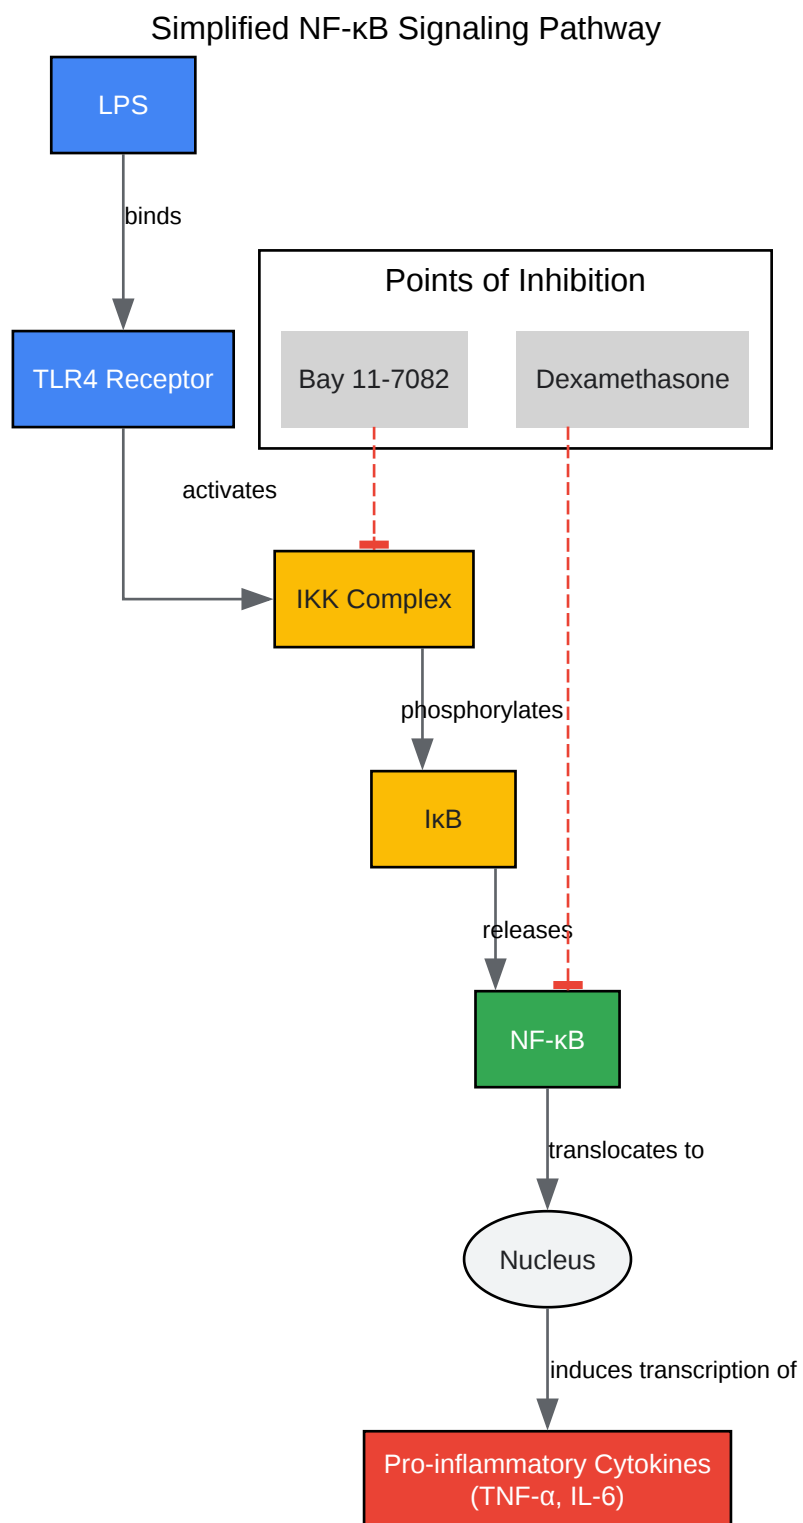 Simplified NF-κB Signaling Pathway
LPS
binds
Points of Inhibition
TLR4 Receptor
Bay 11-7082
Dexamethasone
activates
IKK Complex
phosphorylates
IκB
releases
NF-κB
translocates to
Nucleus
induces transcription of
Pro-inflammatory Cytokines
(TNF-α, IL-6)